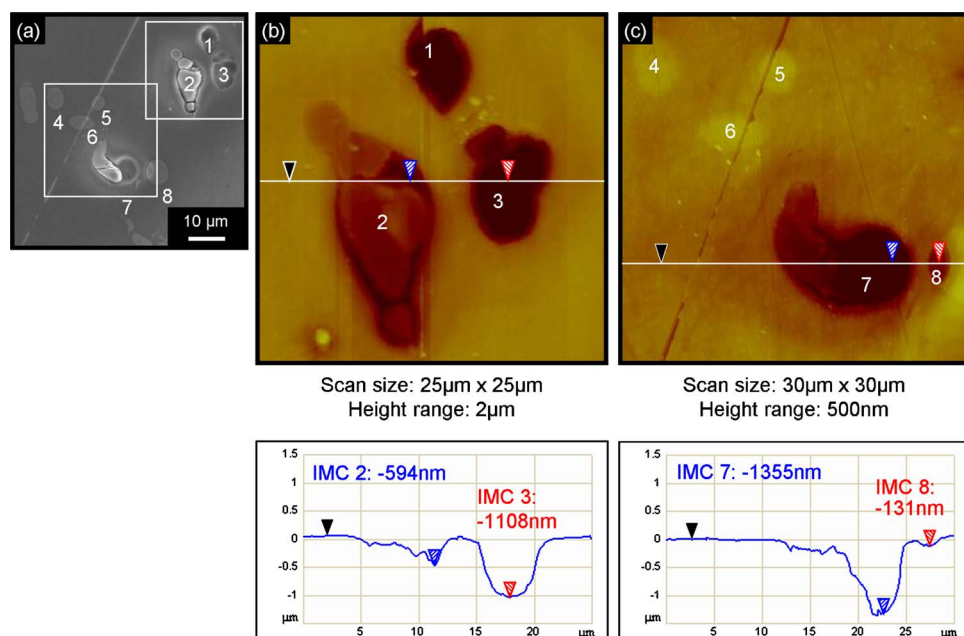 (a)
1
2
3
4
5
6
7
8
10 µm
(b)
1
2
3
(c)
4
5
6
7
8
Scan size: 25µm x 25µm
Height range: 2µm
Scan size: 30µm x 30µm
Height range: 500nm
1.5
1
0.5
0
-0.5
-1
µm
5
10
15
20
µm
IMC 2: -594nm
IMC 3:
-1108nm
1.5
1
0.5
0
-0.5
-1
µm
5
10
15
20
25
µm
IMC 7: -1355nm
IMC 8:
-131nm